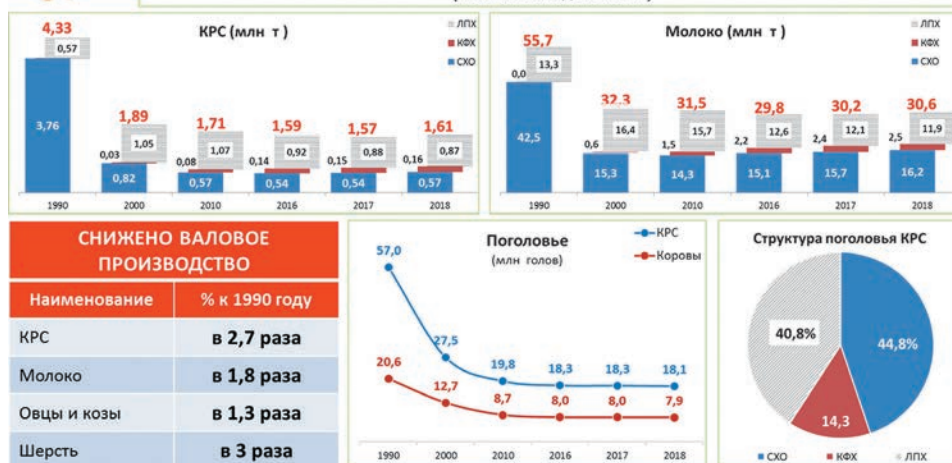 КРС (млн т )
ЛПХ
КФХ
СХО
4,33
0,57
3,76
1,89
1,05
0,03
0,82
1,71
1,07
0,08
0,57
1,59
0,92
0,14
0,54
1,57
0,88
0,15
0,54
1,61
0,87
0,16
0,57
1990 2000 2010 2016 2017 2018
Молоко (млн т )
ЛПХ
КФХ
СХО
55,7
13,3
0,0
42,5
32,3
16,4
0,6
15,3
31,5
15,7
1,5
14,3
29,8
12,6
2,2
15,1
30,2
12,1
2,4
15,7
30,6
11,9
2,5
16,2
1990 2000 2010 2016 2017 2018
СНИЖЕНО ВАЛОВОЕ
ПРОИЗВОДСТВО
Наименование % к 1990 году
КРС в 2,7 раза
Молоко в 1,8 раза
Овцы и козы в 1,3 раза
Шерсть в 3 раза
Поголовье
(млн голов)
КРС
Коровы
57,0 27,5 19,8 18,3 18,3 18,1
20,6 12,7 8,7 8,0 8,0 7,9
1990 2000 2010 2016 2017 2018
Структура поголовья КРС
40,8%
44,8%
14,3
СХО КФХ ЛПХ